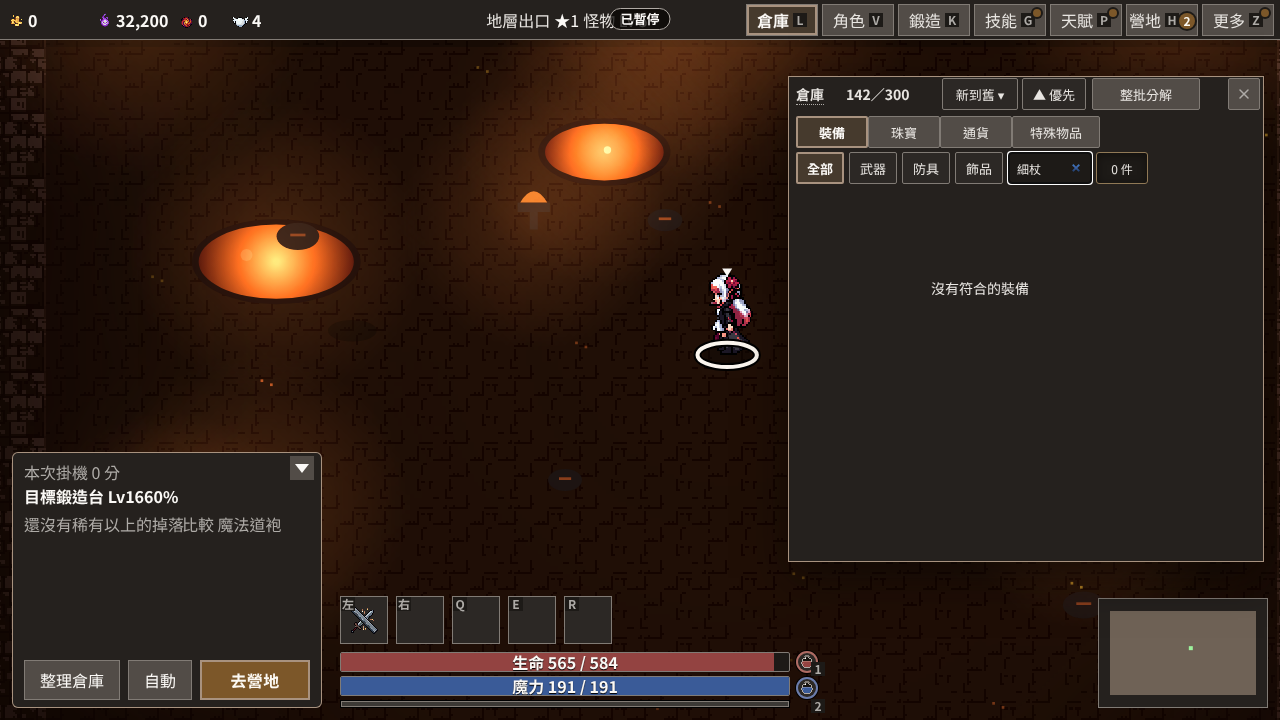 0 32,200 0 4
地層出口 ★1 怪物 已暫停
倉庫 L 角色 V 鍛造 K 技能 G 天賦 P 營地 H 2 更多 Z
倉庫 142／300 新到舊 ▾ ▲ 優先 整批分解 ×
裝備 珠寶 通貨 特殊物品
全部 武器 防具 飾品 細杖 × 0 件
沒有符合的裝備
本次掛機 0 分
目標鍛造台 Lv1660%
還沒有稀有以上的掉落比較 魔法道袍
整理倉庫 自動 去營地
左 右 Q E R
生命 565 / 584
1
魔力 191 / 191
2